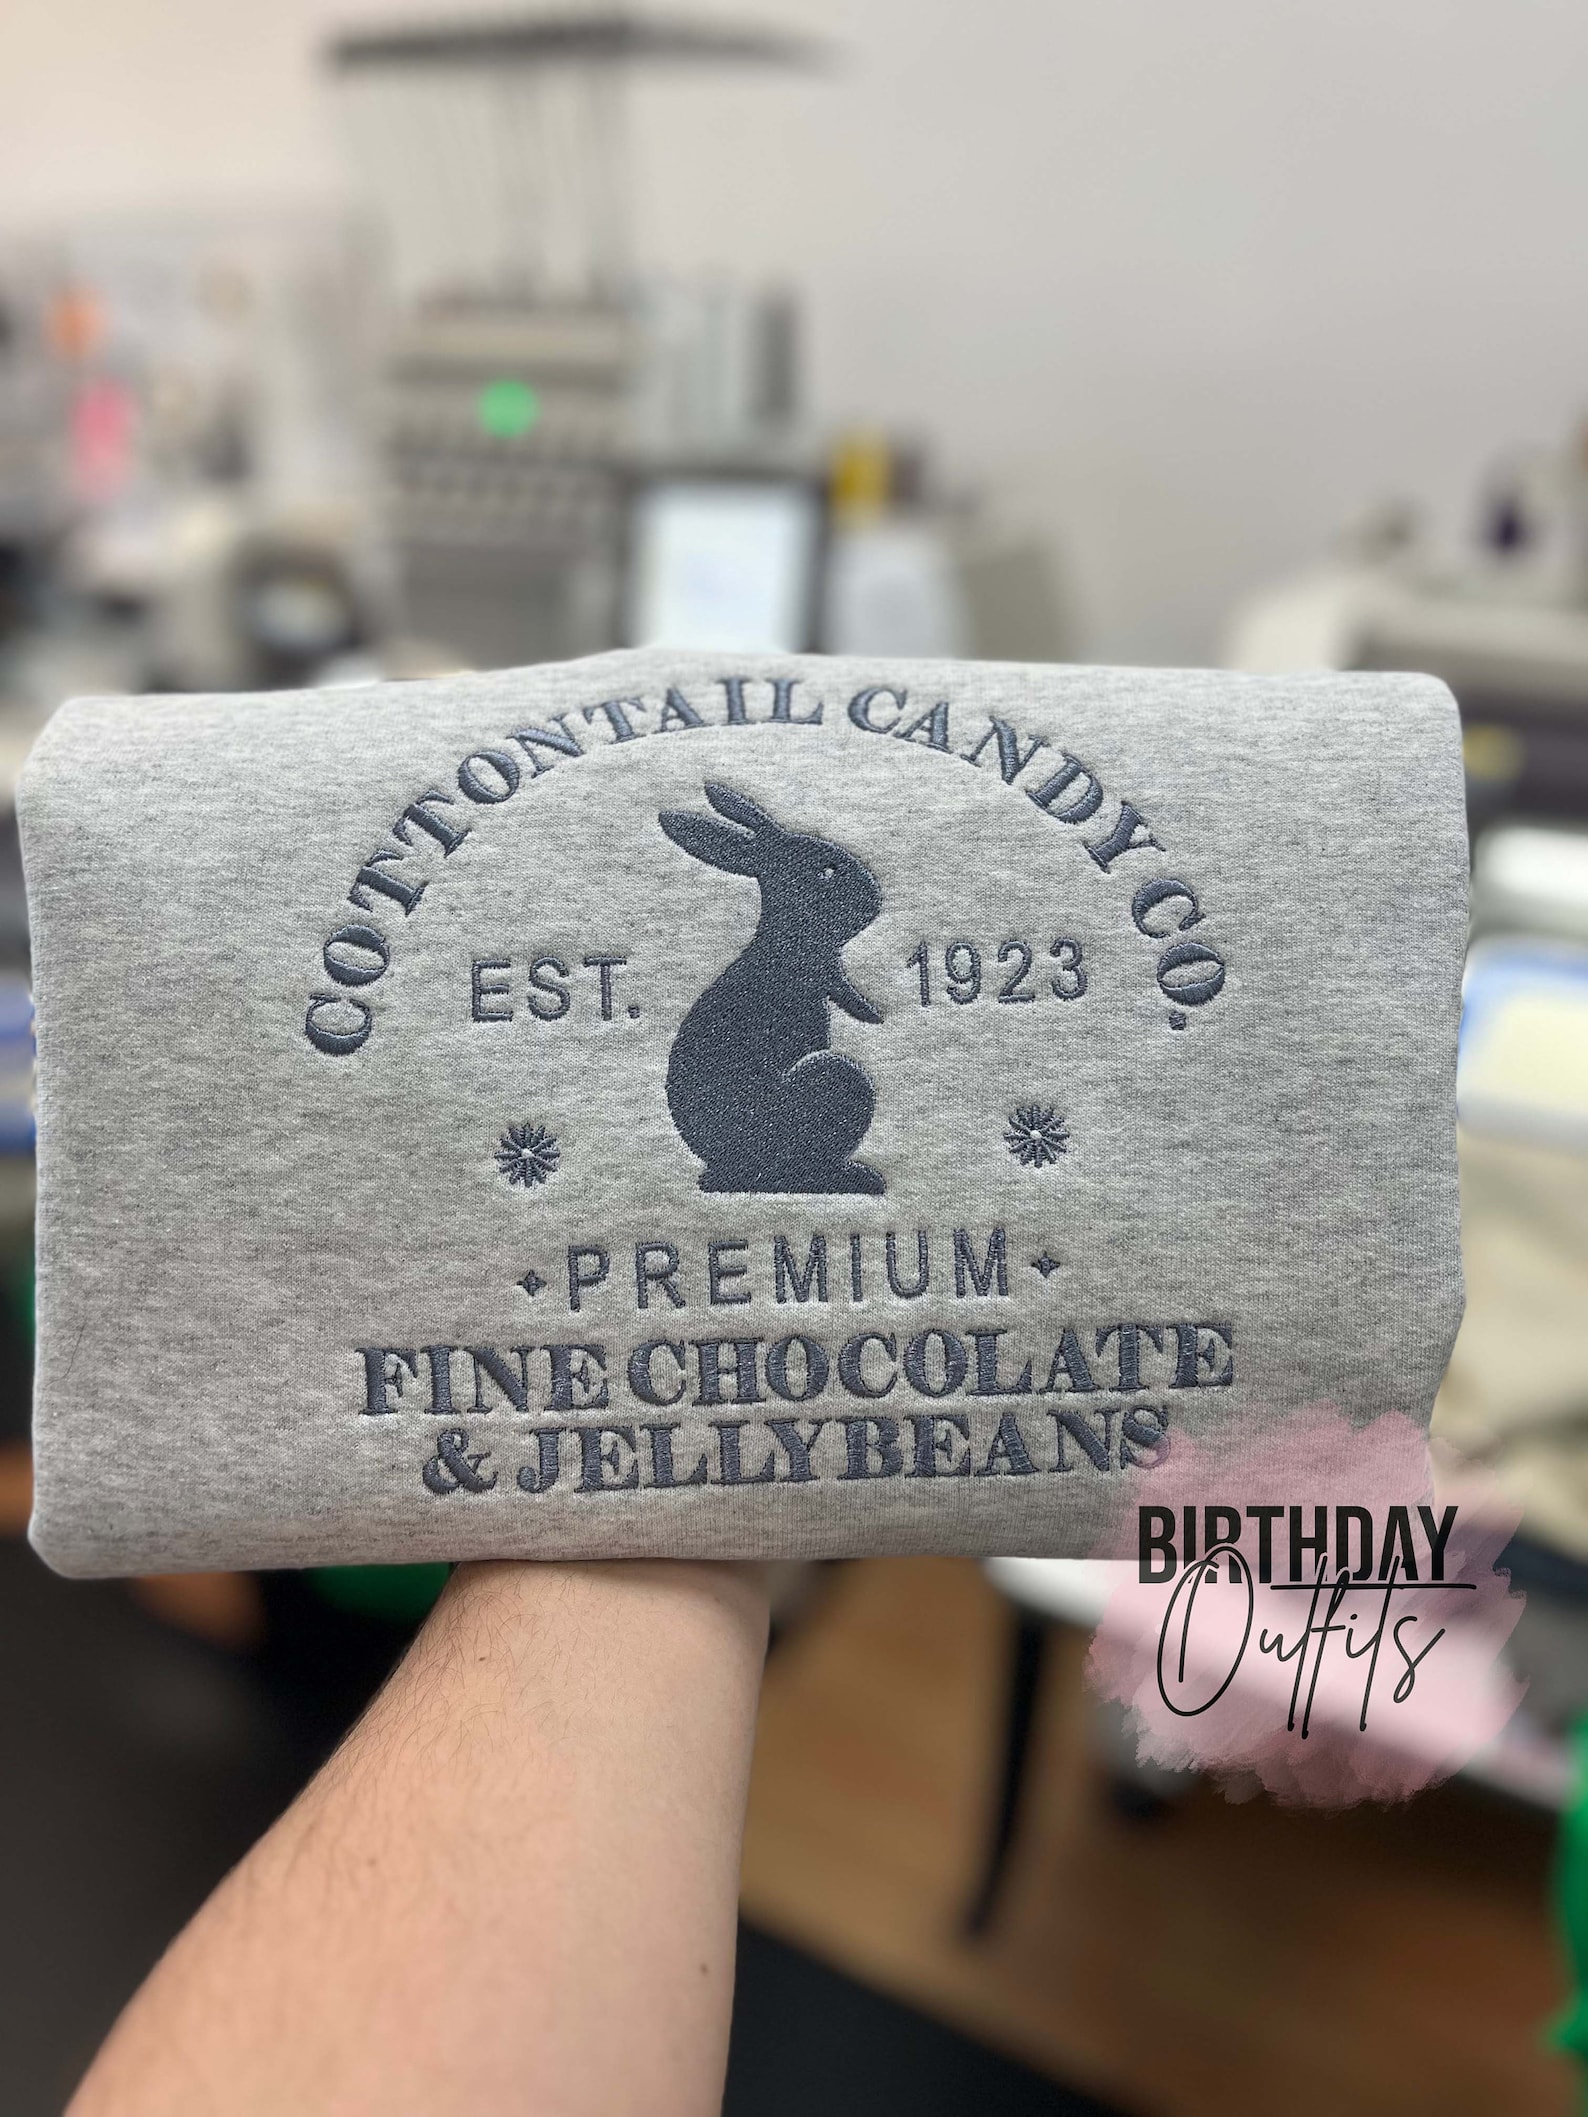 COTTONTAIL CANDY CO.
EST. 1923
PREMIUM
FINE CHOCOLATE
& JELLYBEANS
BIRTHDAY
Outfits